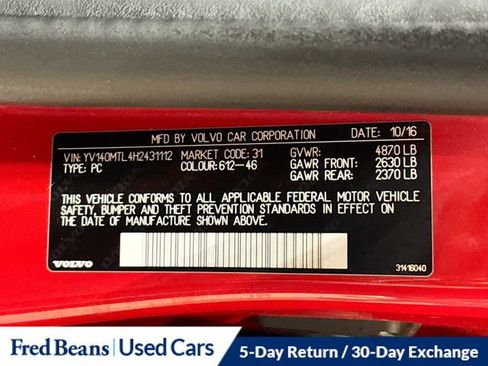 MFD BY VOLVO CAR CORPORATION 10/16
VIN: YV140MTL4H2431112 MARKET CODE: 31 GVWR: 4870 LB
TYPE: PC COLOUR: 612-46 GAWR FRONT: 2630 LB
GAWR REAR: 2370 LB
THIS VEHICLE CONFORMS TO ALL APPLICABLE FEDERAL MOTOR VEHICLE
SAFETY, BUMPER AND THEFT PREVENTION STANDARDS IN EFFECT ON
THE DATE OF MANUFACTURE SHOWN ABOVE.
VOLVO 31416040
Fred Beans Used Cars 5-Day Return / 30-Day Exchange